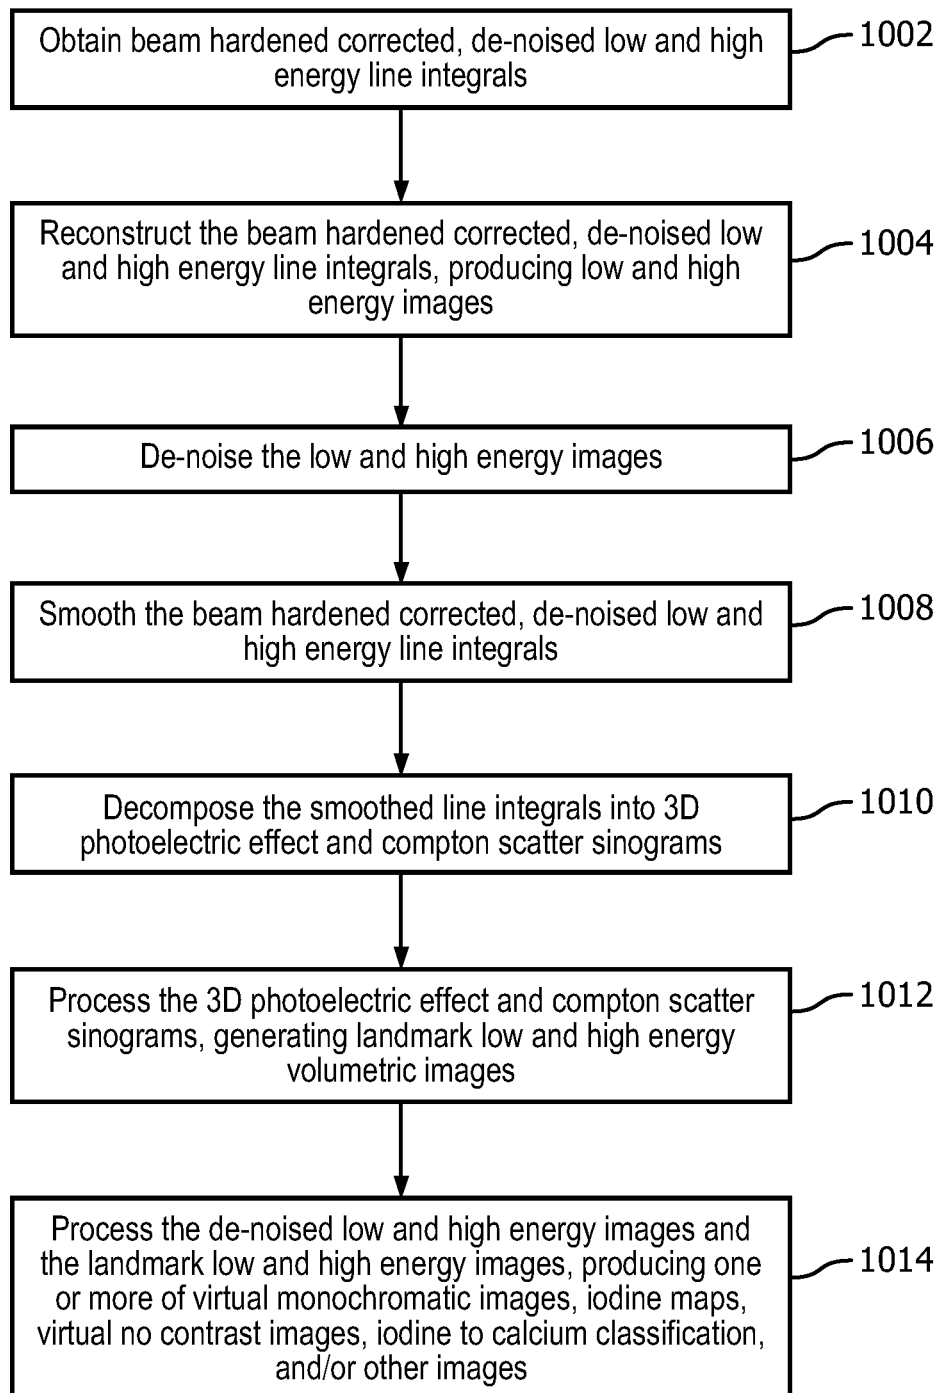 Obtain beam hardened corrected, de-noised low and high
energy line integrals
1002
Reconstruct the beam hardened corrected, de-noised low
and high energy line integrals, producing low and high
energy images
1004
De-noise the low and high energy images
1006
Smooth the beam hardened corrected, de-noised low and
high energy line integrals
1008
Decompose the smoothed line integrals into 3D
photoelectric effect and compton scatter sinograms
1010
Process the 3D photoelectric effect and compton scatter
sinograms, generating landmark low and high energy
volumetric images
1012
Process the de-noised low and high energy images and
the landmark low and high energy images, producing one
or more of virtual monochromatic images, iodine maps,
virtual no contrast images, iodine to calcium classification,
and/or other images
1014